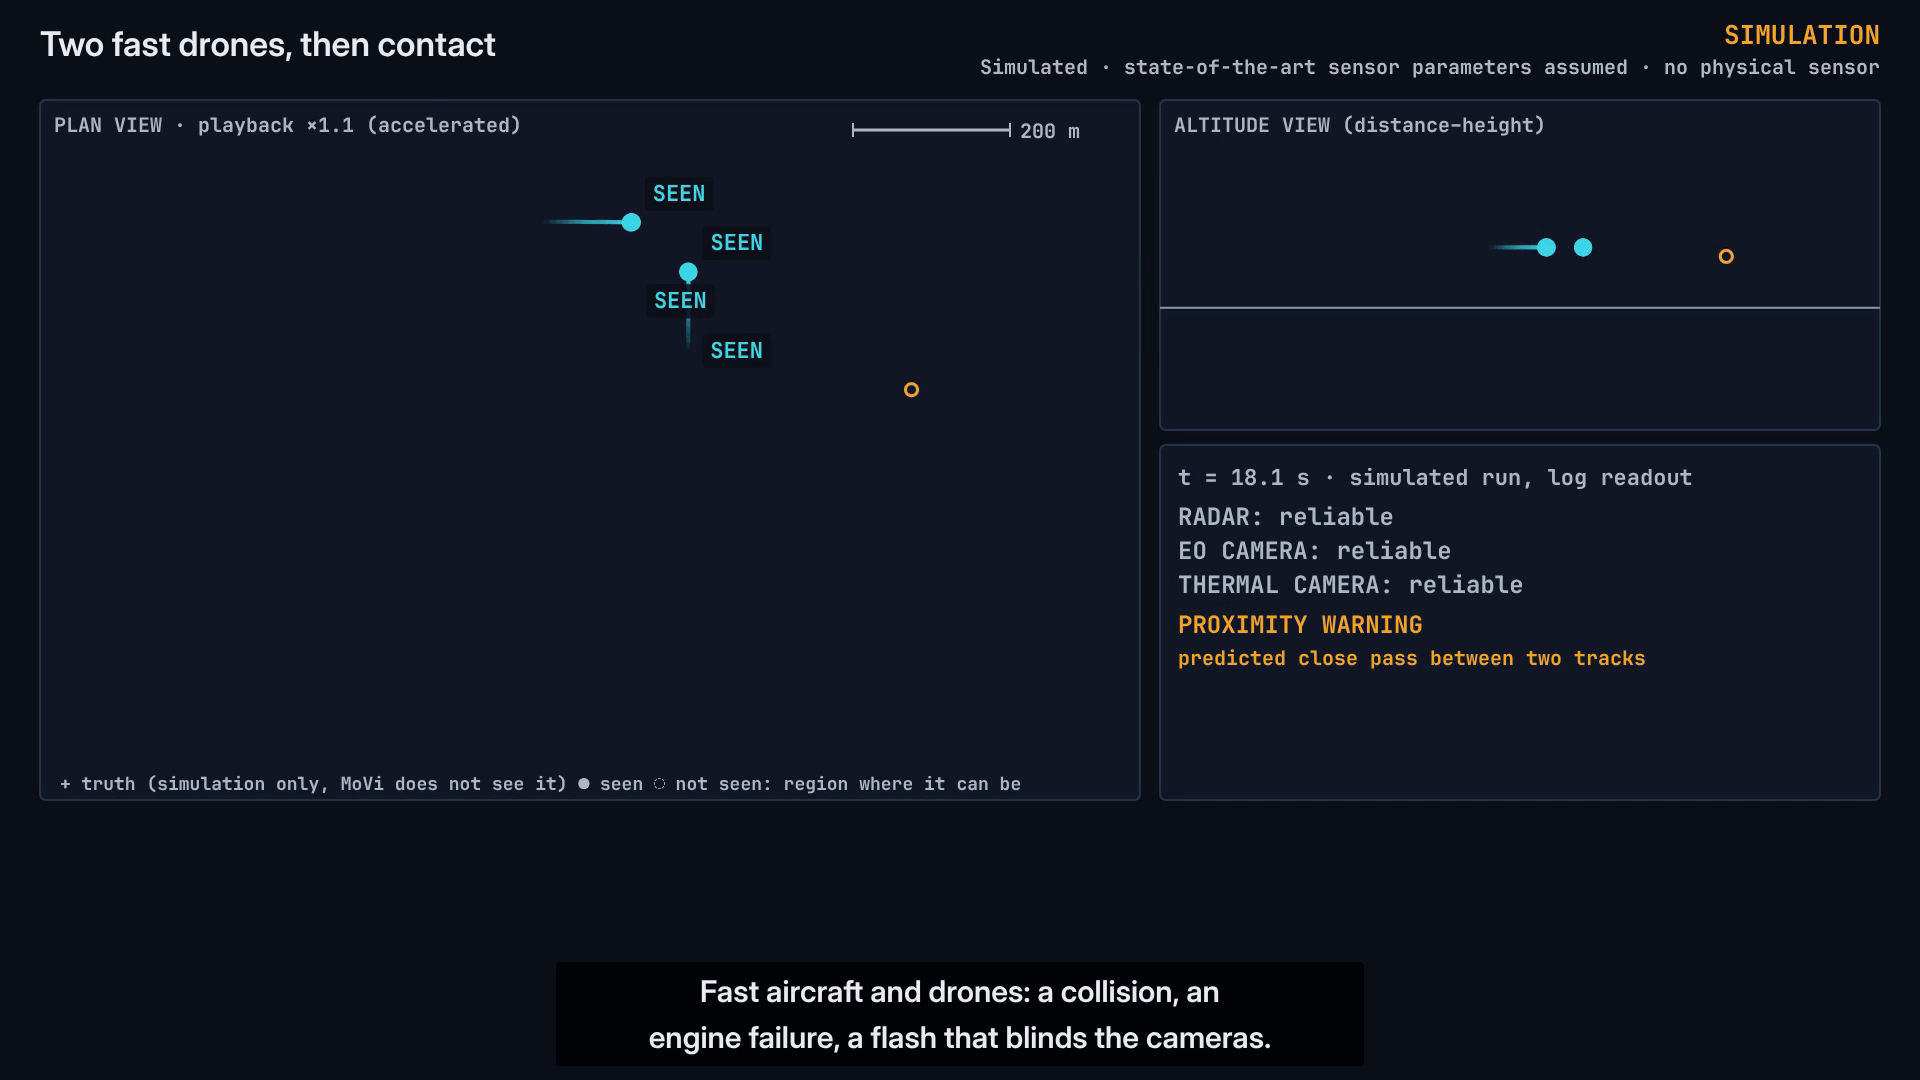 Two fast drones, then contact
SIMULATION
Simulated · state-of-the-art sensor parameters assumed · no physical sensor
PLAN VIEW · playback ×1.1 (accelerated)
200 m
SEEN
SEEN
SEEN
SEEN
+ truth (simulation only, MoVi does not see it) ● seen ◌ not seen: region where it can be
ALTITUDE VIEW (distance–height)
t = 18.1 s · simulated run, log readout
RADAR: reliable
EO CAMERA: reliable
THERMAL CAMERA: reliable
PROXIMITY WARNING
predicted close pass between two tracks
Fast aircraft and drones: a collision, an
engine failure, a flash that blinds the cameras.